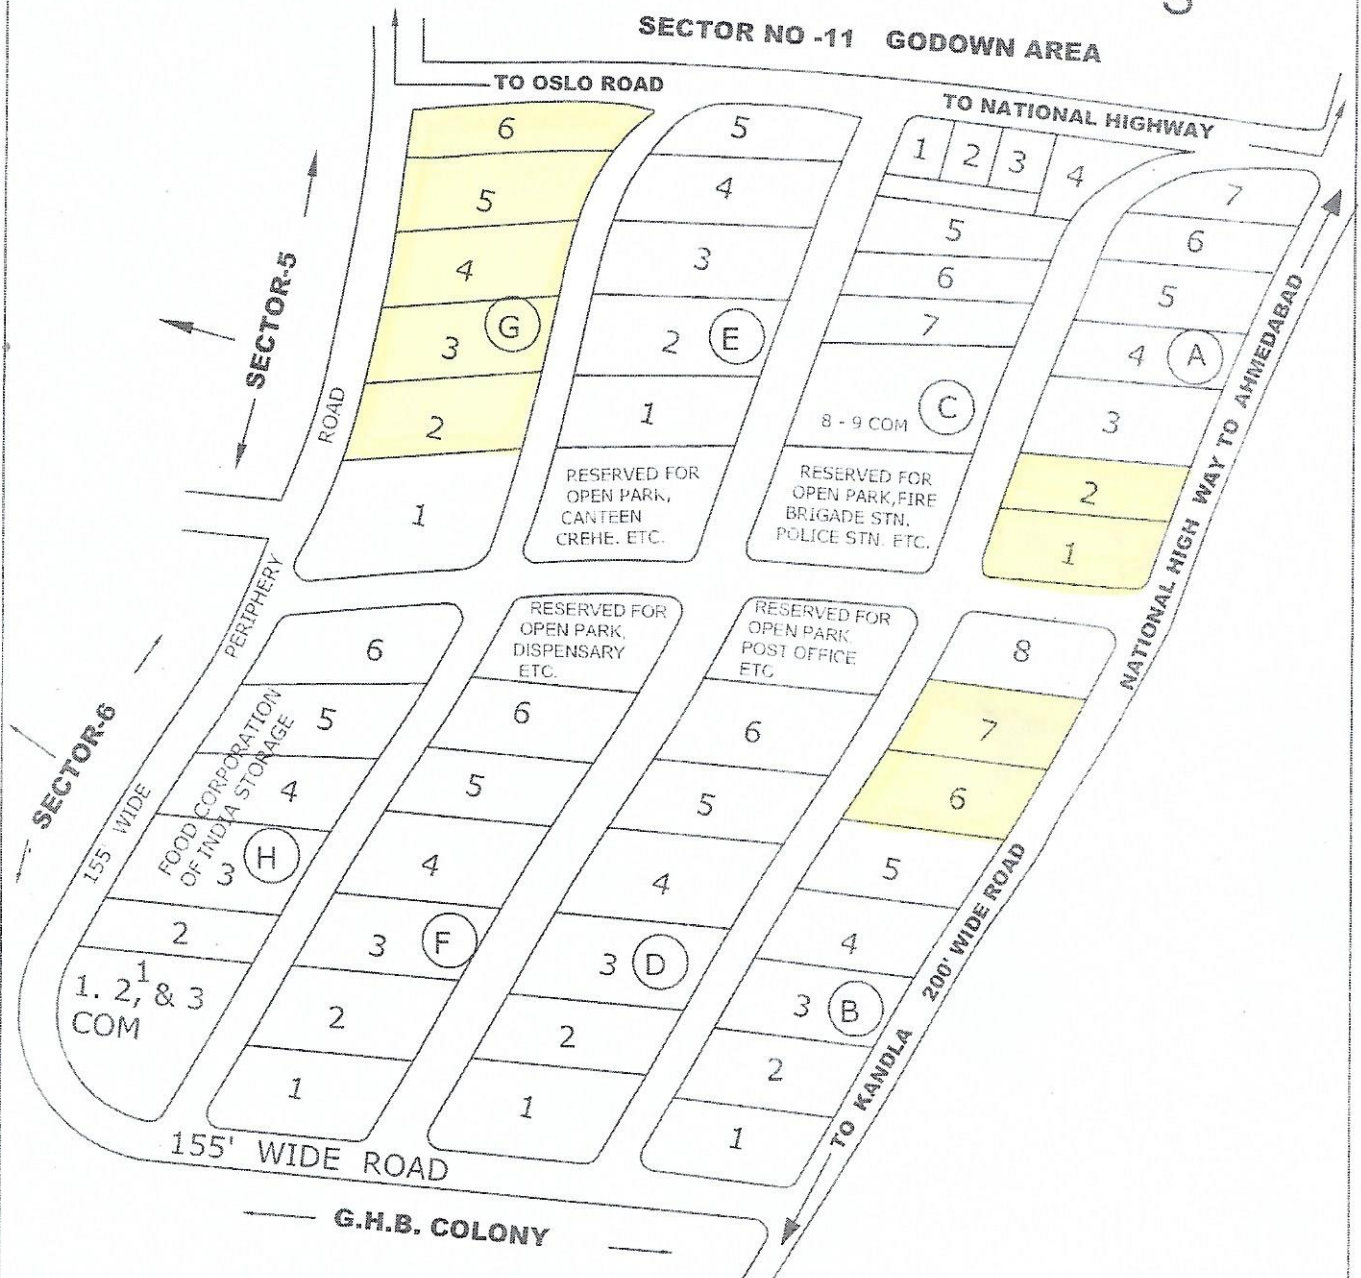 SECTOR NO -11 GODOWN AREA
TO OSLO ROAD
TO NATIONAL HIGHWAY
6
5
4
3 G
2
1
5
4
3
2 E
1
RESERVED FOR
OPEN PARK,
CANTEEN
CREHE. ETC.
1 2 3 4
5
6
7
8 - 9 COM C
RESERVED FOR
OPEN PARK,FIRE
BRIGADE STN.
POLICE STN. ETC.
7
6
5
4 A
3
2
1
SECTOR-5
ROAD
PERIPHERY
155' WIDE
SECTOR-6
NATIONAL HIGH WAY TO AHMEDABAD
6
5
4
3 H
FOOD CORPORATION
OF INDIA STORAGE
2
1
1. 2, & 3
COM
RESERVED FOR
OPEN PARK,
DISPENSARY
ETC.
6
5
4
3 F
2
1
RESERVED FOR
OPEN PARK
POST OFFICE
ETC
6
5
4
3 D
2
1
8
7
6
5
4
3 B
2
1
TO KANDLA 200' WIDE ROAD
155' WIDE ROAD
G.H.B. COLONY